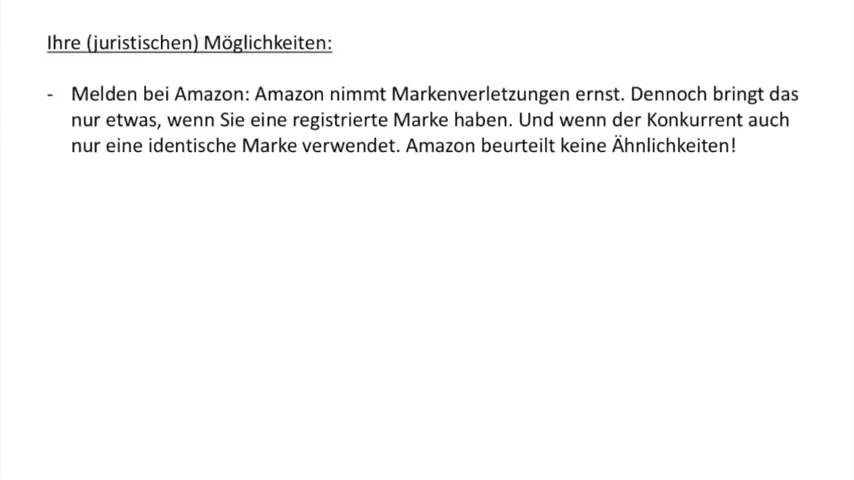 Ihre (juristischen) Möglichkeiten:
- Melden bei Amazon: Amazon nimmt Markenverletzungen ernst. Dennoch bringt das
nur etwas, wenn Sie eine registrierte Marke haben. Und wenn der Konkurrent auch
nur eine identische Marke verwendet. Amazon beurteilt keine Ähnlichkeiten!